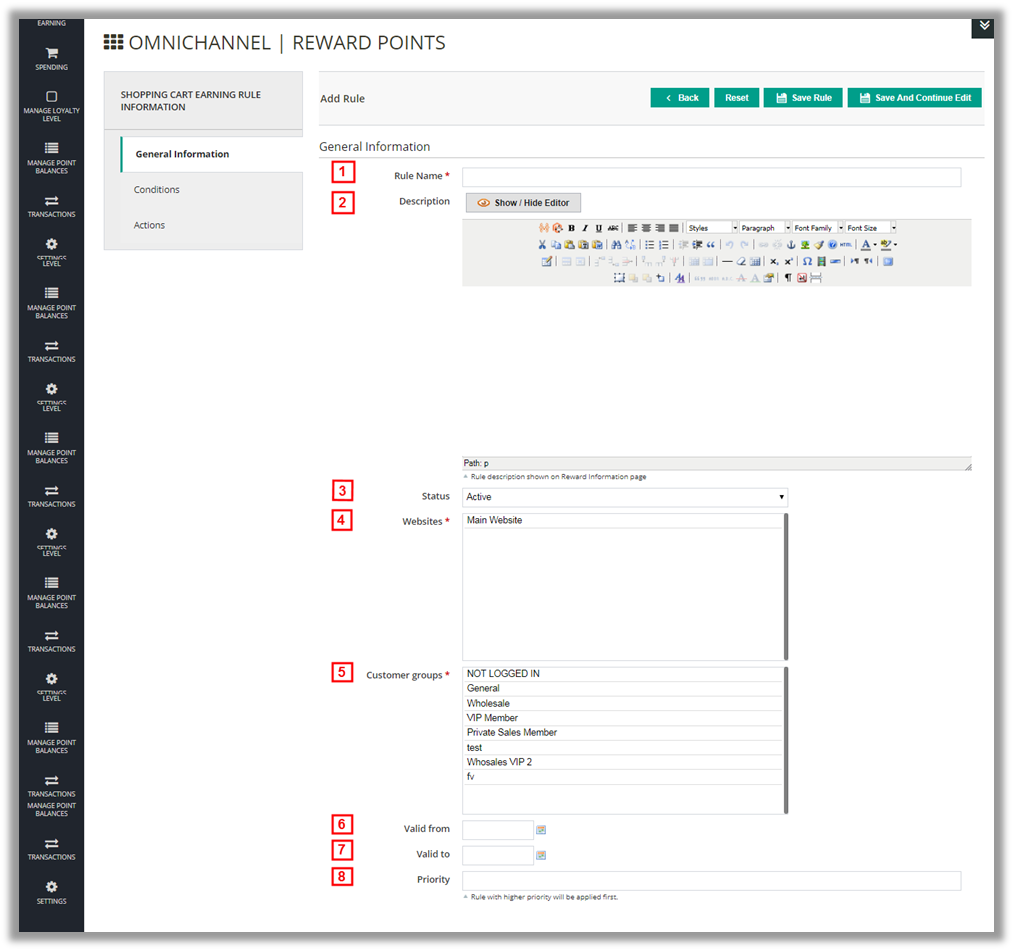 EARNING
SPENDING
MANAGE LOYALTY
LEVEL
MANAGE POINT
BALANCES
TRANSACTIONS
SETTINGS
LEVEL
MANAGE POINT
BALANCES
TRANSACTIONS
SETTINGS
LEVEL
MANAGE POINT
BALANCES
TRANSACTIONS
SETTINGS
LEVEL
MANAGE POINT
BALANCES
TRANSACTIONS
SETTINGS
LEVEL
MANAGE POINT
BALANCES
TRANSACTIONS
MANAGE POINT
BALANCES
TRANSACTIONS
SETTINGS
OMNICHANNEL | REWARD POINTS
SHOPPING CART EARNING RULE
INFORMATION
General Information
Conditions
Actions
Add Rule
Back Reset Save Rule Save And Continue Edit
General Information
1 Rule Name *
2 Description Show / Hide Editor
B I U ABC Styles Paragraph Font Family Font Size
HTML
Path: p
Rule description shown on Reward Information page
3 Status Active
4 Websites * Main Website
5 Customer groups * NOT LOGGED IN
General
Wholesale
VIP Member
Private Sales Member
test
Whosales VIP 2
fv
6 Valid from
7 Valid to
8 Priority
Rule with higher priority will be applied first.